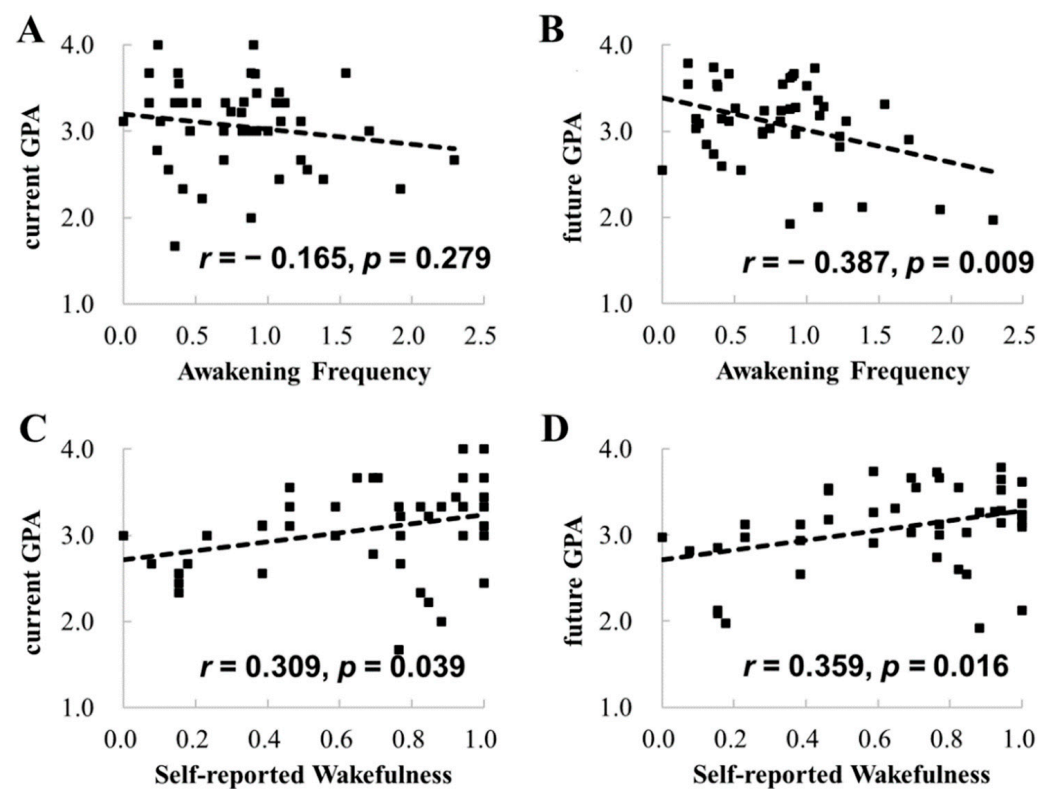 A
4.0
3.0
2.0
1.0
current GPA
r = − 0.165, p = 0.279
0.0 0.5 1.0 1.5 2.0 2.5
Awakening Frequency
B
4.0
3.0
2.0
1.0
future GPA
r = − 0.387, p = 0.009
0.0 0.5 1.0 1.5 2.0 2.5
Awakening Frequency
C
4.0
3.0
2.0
1.0
current GPA
r = 0.309, p = 0.039
0.0 0.2 0.4 0.6 0.8 1.0
Self-reported Wakefulness
D
4.0
3.0
2.0
1.0
future GPA
r = 0.359, p = 0.016
0.0 0.2 0.4 0.6 0.8 1.0
Self-reported Wakefulness